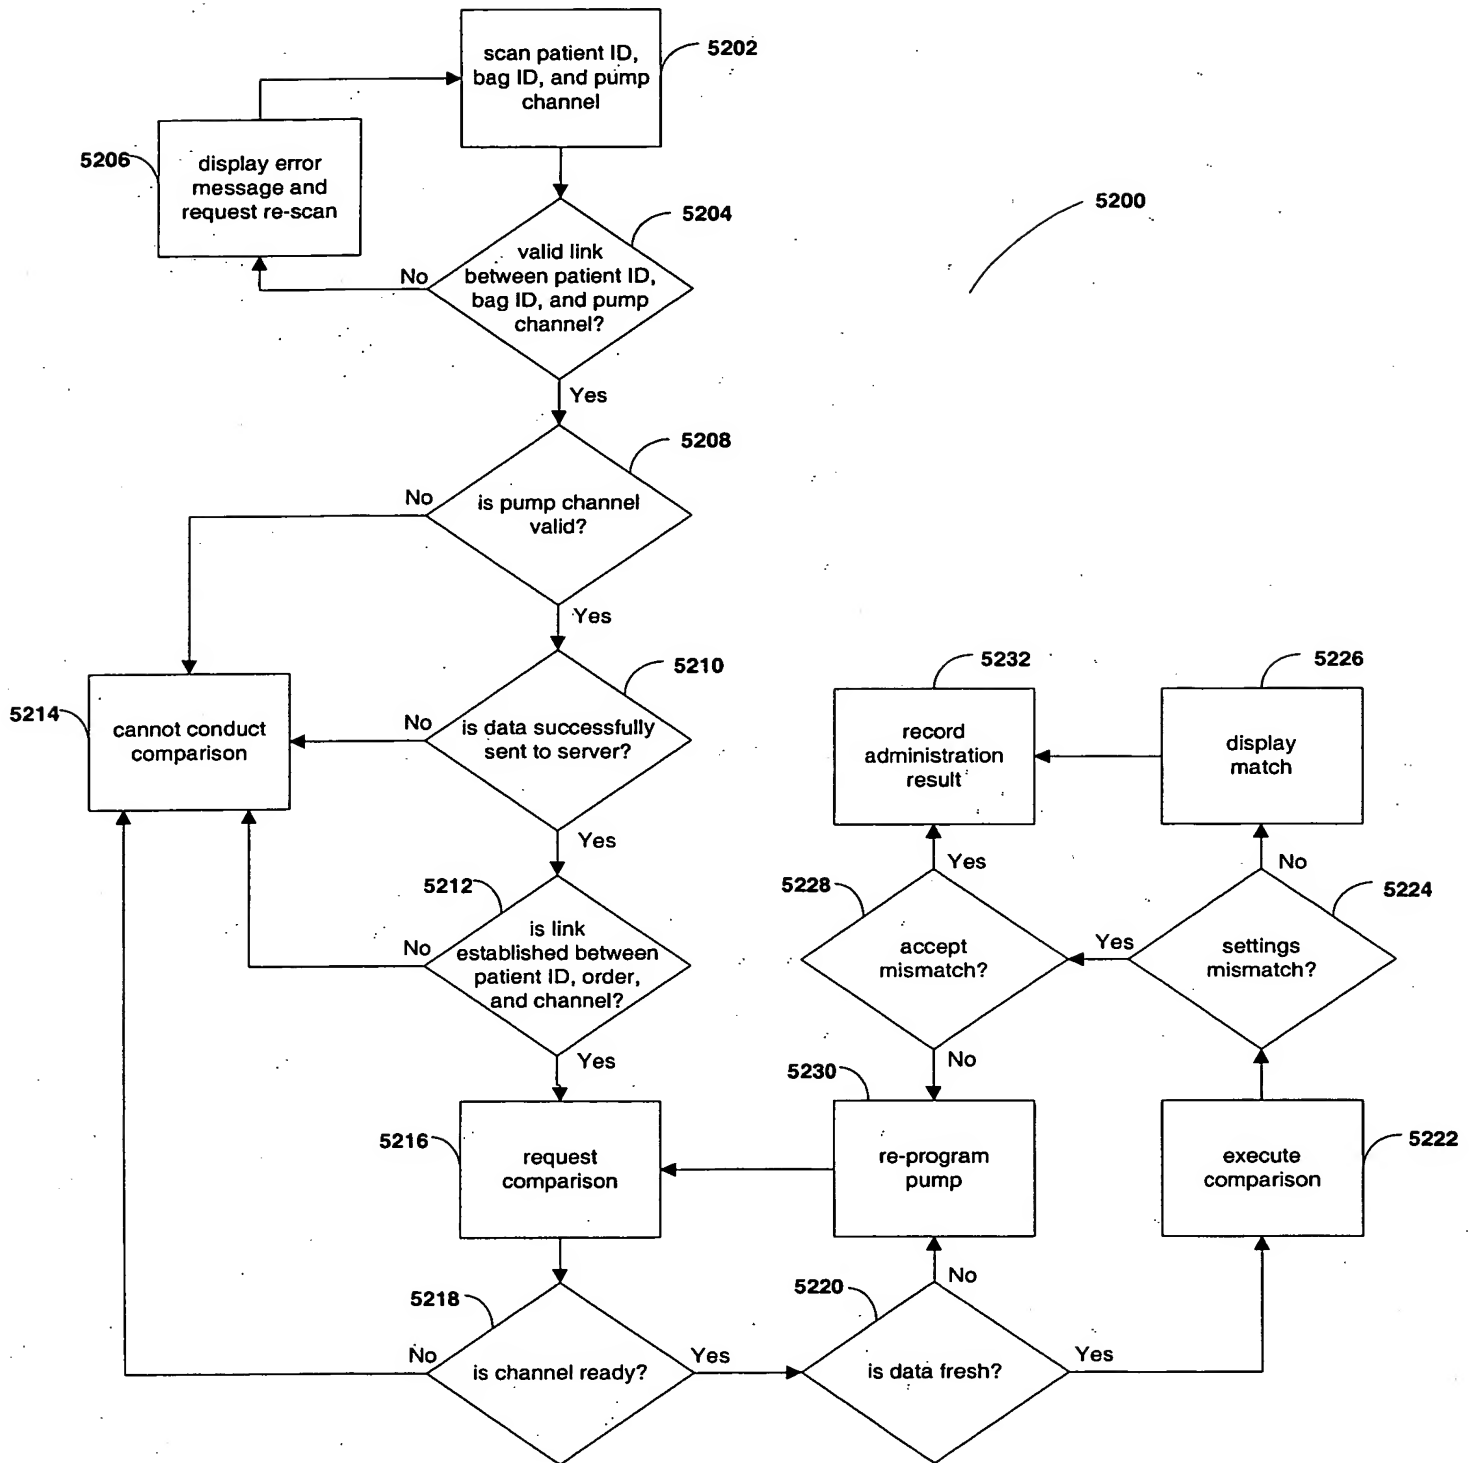 scan patient ID,
bag ID, and pump
channel
5202
5206
display error
message and
request re-scan
5200
5204
valid link
between patient ID,
bag ID, and pump
channel?
No
Yes
5208
is pump channel
valid?
No
Yes
5210
is data successfully
sent to server?
No
Yes
5214
cannot conduct
comparison
5212
is link
established between
patient ID, order,
and channel?
No
Yes
5232
record
administration
result
5226
display
match
Yes
No
5228
accept
mismatch?
Yes
5224
settings
mismatch?
No
5216
request
comparison
5230
re-program
pump
5222
execute
comparison
5218
is channel ready?
No
Yes
5220
is data fresh?
No
Yes